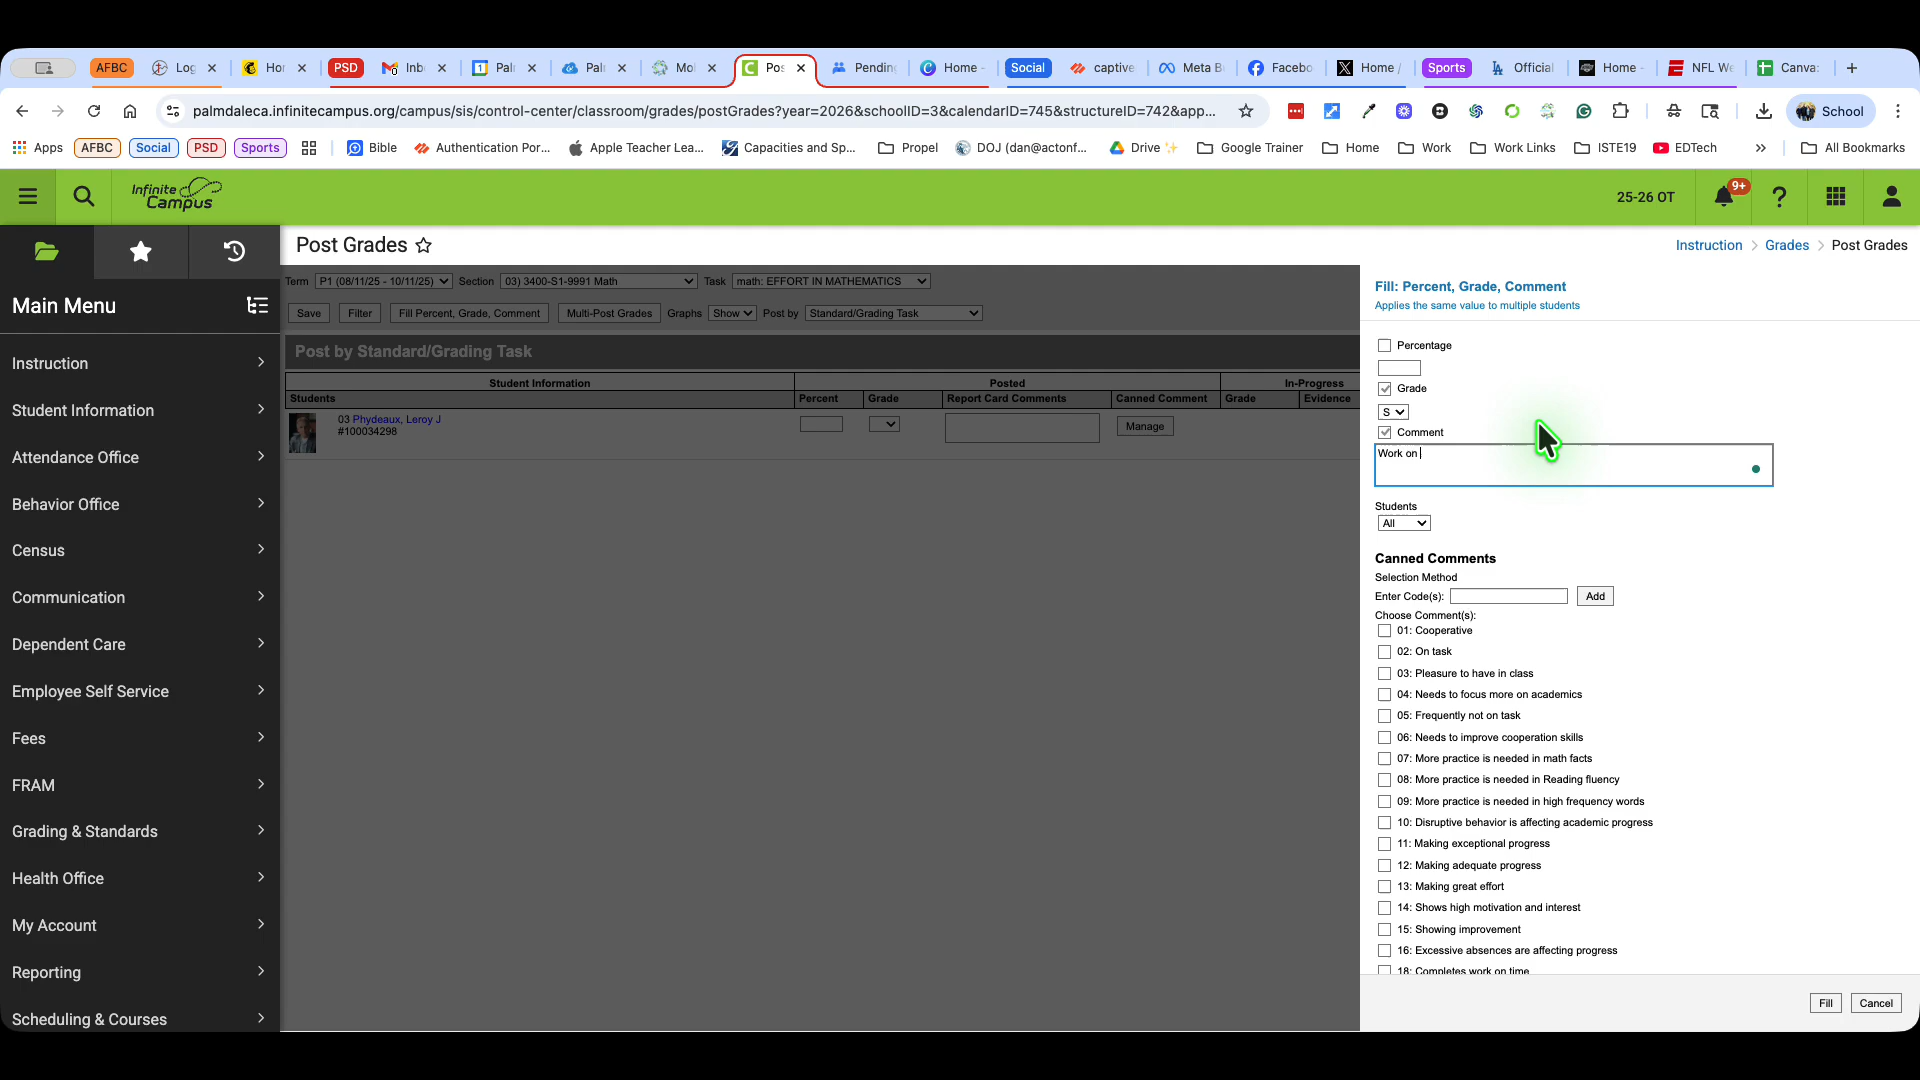 AFBC
Log
Hor
PSD
Inb
Pal
Pal
Mol
Pos
Pending
Home -
Social
captive
Meta B
Facebo
Home /
Sports
Official
Home -
NFL We
Canva:
palmdaleca.infinitecampus.org/campus/sis/control-center/classroom/grades/postGrades?year=2026&schoolID=3&calendarID=745&structureID=742&app...
School
Apps
AFBC
Social
PSD
Sports
Bible
Authentication Por...
Apple Teacher Lea...
Capacities and Sp...
Propel
DOJ (dan@actonf...
Drive
Google Trainer
Home
Work
Work Links
ISTE19
EDTech
»
All Bookmarks
Infinite Campus
25-26 OT
9+
Post Grades
Instruction > Grades > Post Grades
Main Menu
Instruction
Student Information
Attendance Office
Behavior Office
Census
Communication
Dependent Care
Employee Self Service
Fees
FRAM
Grading & Standards
Health Office
My Account
Reporting
Scheduling & Courses
Term P1 (08/11/25 - 10/11/25) Section 03) 3400-S1-9991 Math Task math: EFFORT IN MATHEMATICS
Save Filter Fill Percent, Grade, Comment Multi-Post Grades Graphs Show Post by Standard/Grading Task
Post by Standard/Grading Task
Student Information Posted In-Progress
Students Percent Grade Report Card Comments Canned Comment Grade Evidence
03 Phydeaux, Leroy J
#100034298
Manage
Fill: Percent, Grade, Comment
Applies the same value to multiple students
Percentage
Grade
S
Comment
Work on
Students
All
Canned Comments
Selection Method
Enter Code(s): Add
Choose Comment(s):
01: Cooperative
02: On task
03: Pleasure to have in class
04: Needs to focus more on academics
05: Frequently not on task
06: Needs to improve cooperation skills
07: More practice is needed in math facts
08: More practice is needed in Reading fluency
09: More practice is needed in high frequency words
10: Disruptive behavior is affecting academic progress
11: Making exceptional progress
12: Making adequate progress
13: Making great effort
14: Shows high motivation and interest
15: Showing improvement
16: Excessive absences are affecting progress
18: Completes work on time
Fill Cancel